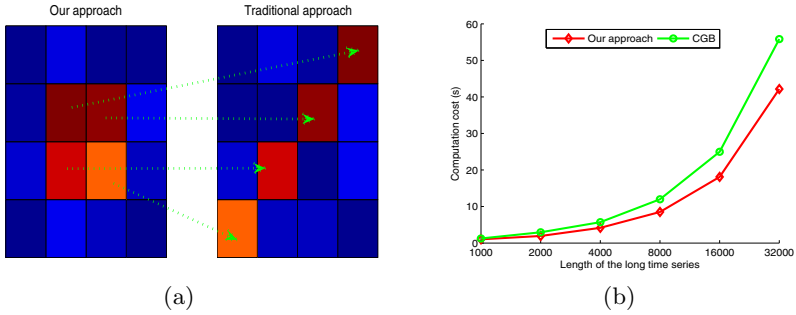 Our approach
Traditional approach
(a)
60
50
40
30
20
10
0
Computation cost (s)
Our approach
CGB
1000
2000
4000
8000
16000
32000
Length of the long time series
(b)